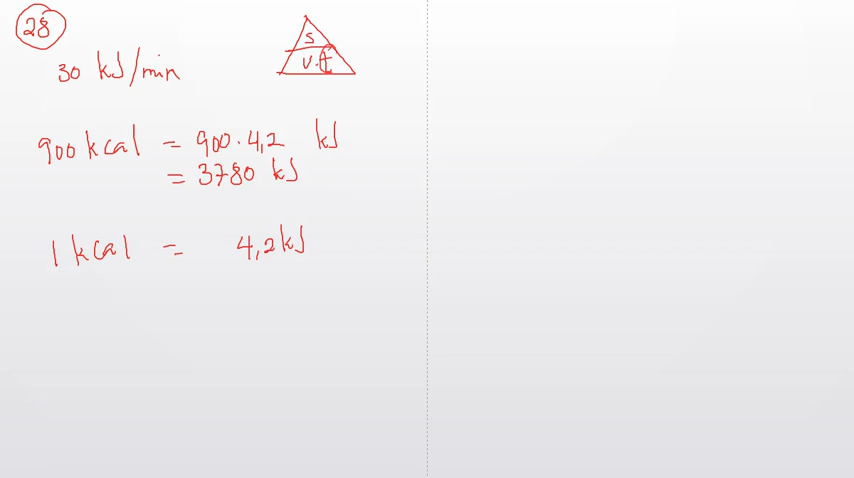 28
30 kJ/min
s
v.t
900 kcal = 900 · 4,2 kJ
= 3780 kJ
1 kcal = 4,2 kJ